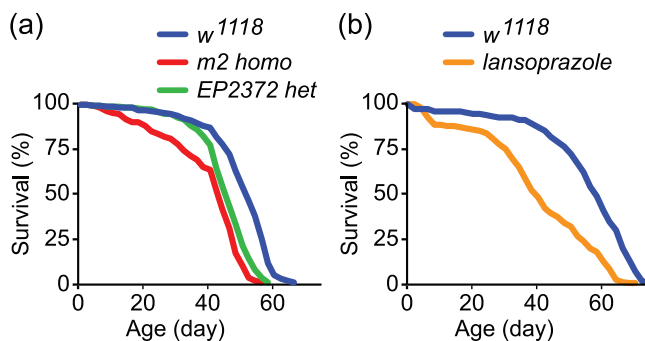 (a)
w1118
m2 homo
EP2372 het
Survival (%)
100
75
50
25
0
0 20 40 60
Age (day)
(b)
w1118
lansoprazole
Survival (%)
100
75
50
25
0
0 20 40 60
Age (day)